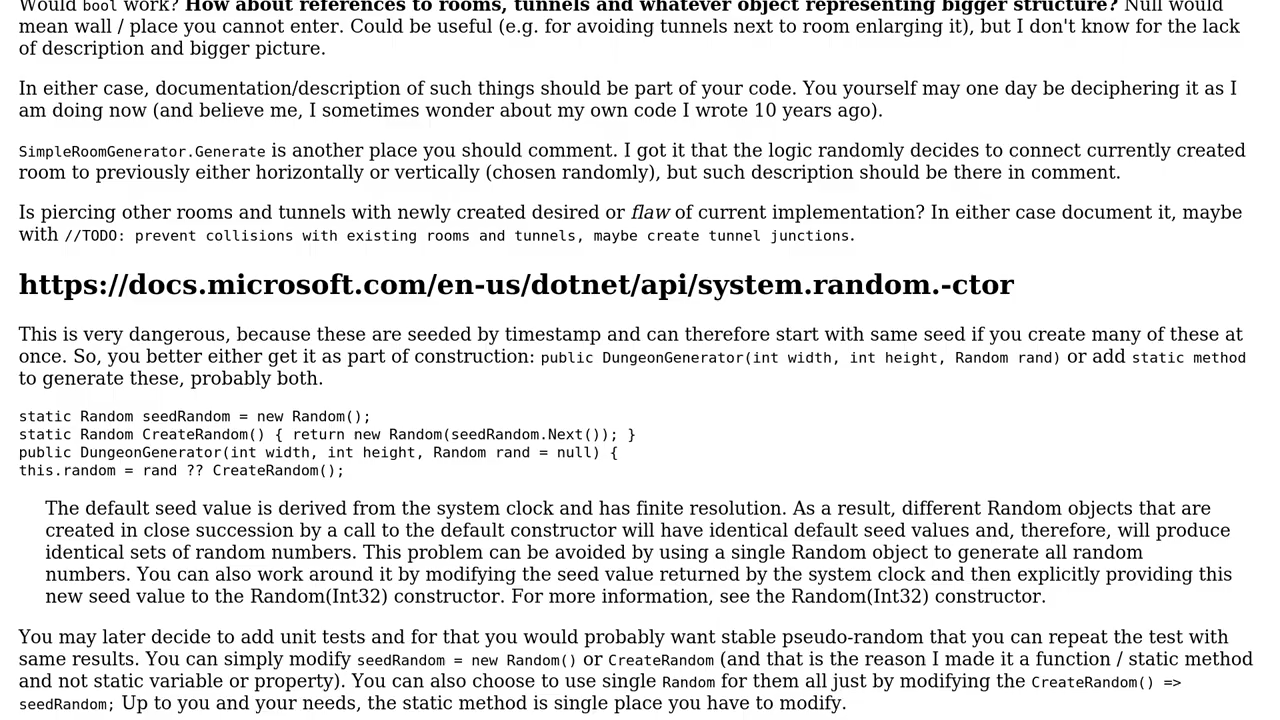 Would bool work? How about references to rooms, tunnels and whatever object representing bigger structure? Null would
mean wall / place you cannot enter. Could be useful (e.g. for avoiding tunnels next to room enlarging it), but I don't know for the lack
of description and bigger picture.
In either case, documentation/description of such things should be part of your code. You yourself may one day be deciphering it as I
am doing now (and believe me, I sometimes wonder about my own code I wrote 10 years ago).
SimpleRoomGenerator.Generate is another place you should comment. I got it that the logic randomly decides to connect currently created
room to previously either horizontally or vertically (chosen randomly), but such description should be there in comment.
Is piercing other rooms and tunnels with newly created desired or flaw of current implementation? In either case document it, maybe
with //TODO: prevent collisions with existing rooms and tunnels, maybe create tunnel junctions.
https://docs.microsoft.com/en-us/dotnet/api/system.random.-ctor
This is very dangerous, because these are seeded by timestamp and can therefore start with same seed if you create many of these at
once. So, you better either get it as part of construction: public DungeonGenerator(int width, int height, Random rand) or add static method
to generate these, probably both.
static Random seedRandom = new Random();
static Random CreateRandom() { return new Random(seedRandom.Next()); }
public DungeonGenerator(int width, int height, Random rand = null) {
this.random = rand ?? CreateRandom();
The default seed value is derived from the system clock and has finite resolution. As a result, different Random objects that are
created in close succession by a call to the default constructor will have identical default seed values and, therefore, will produce
identical sets of random numbers. This problem can be avoided by using a single Random object to generate all random
numbers. You can also work around it by modifying the seed value returned by the system clock and then explicitly providing this
new seed value to the Random(Int32) constructor. For more information, see the Random(Int32) constructor.
You may later decide to add unit tests and for that you would probably want stable pseudo-random that you can repeat the test with
same results. You can simply modify seedRandom = new Random() or CreateRandom (and that is the reason I made it a function / static method
and not static variable or property). You can also choose to use single Random for them all just by modifying the CreateRandom() =>
seedRandom; Up to you and your needs, the static method is single place you have to modify.